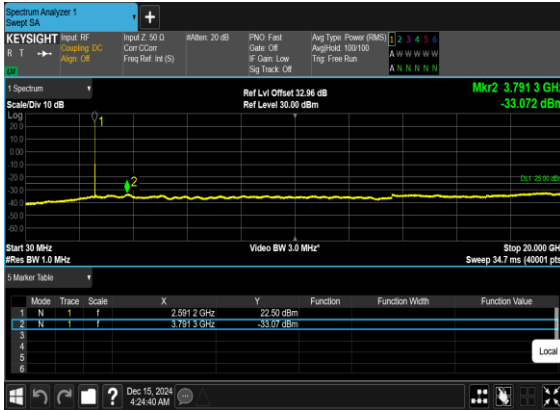 Spectrum Analyzer 1
Swept SA
+
KEYSIGHT
R T
LV
Input: RF
Coupling: DC
Align: Off
Input Z: 50 Ω
Corr CCorr
Freq Ref: Int (S)
#Atten: 20 dB
PNO: Fast
Gate: Off
IF Gain: Low
Sig Track: Off
Avg Type: Power (RMS)
Avg|Hold: 100/100
Trig: Free Run
1 2 3 4 5 6
A W W W W W
A N N N N N
1 Spectrum
Scale/Div 10 dB
Ref Lvl Offset 32.96 dB
Ref Level 30.00 dBm
Mkr2 3.791 3 GHz
-33.072 dBm
Log
20.0
10.0
0.00
-10.0
-20.0
-30.0
-40.0
-50.0
-60.0
1
2
DL1 -25.00 dBm
Start 30 MHz
#Res BW 1.0 MHz
Video BW 3.0 MHz*
Stop 20.000 GH
Sweep 34.7 ms (40001 pts
5 Marker Table
Mode Trace Scale X Y Function Function Width Function Value
1 N 1 f 2.591 2 GHz 22.50 dBm
2 N 1 f 3.791 3 GHz -33.07 dBm
3
4
5
6
Local
?
Dec 15, 2024
4:24:40 AM